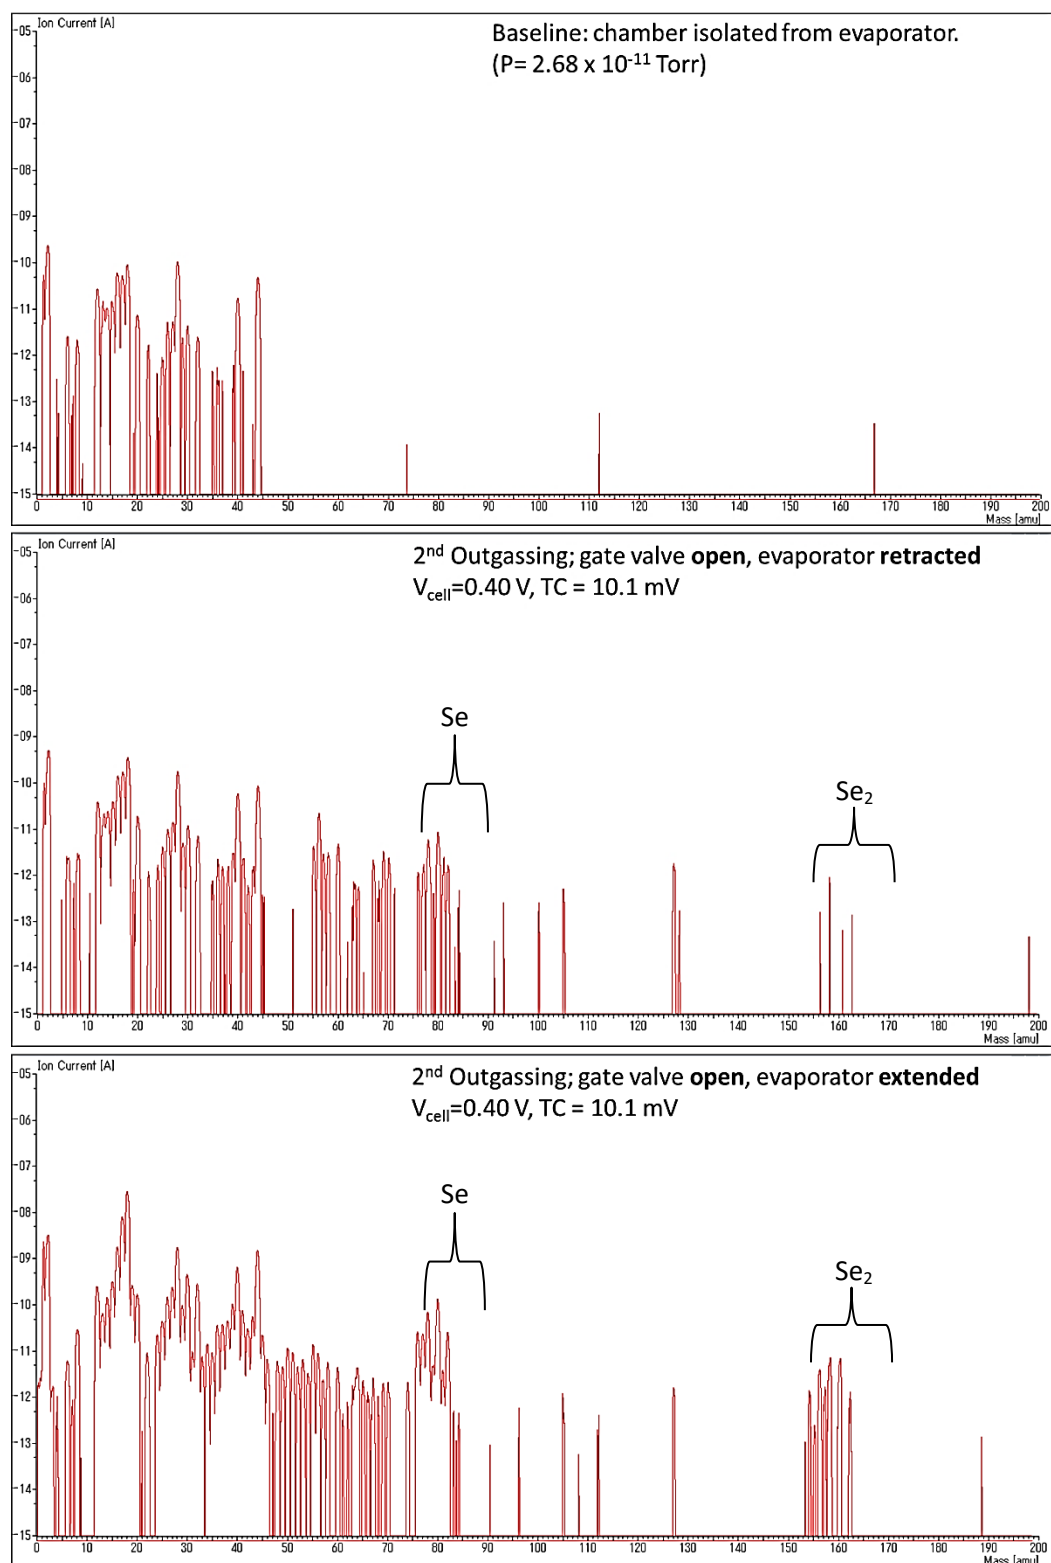 Ion Current [A]
Baseline: chamber isolated from evaporator.
(P= 2.68 x 10⁻¹¹ Torr)
-05
-06
-07
-08
-09
-10
-11
-12
-13
-14
-15
0 10 20 30 40 50 60 70 80 90 100 110 120 130 140 150 160 170 180 190 200
Mass [amu]
Ion Current [A]
2ⁿᵈ Outgassing; gate valve open, evaporator retracted
V_cell=0.40 V, TC = 10.1 mV
-05
-06
-07
-08
-09
-10
-11
-12
-13
-14
-15
Se
Se₂
0 10 20 30 40 50 60 70 80 90 100 110 120 130 140 150 160 170 180 190 200
Mass [amu]
Ion Current [A]
2ⁿᵈ Outgassing; gate valve open, evaporator extended
V_cell=0.40 V, TC = 10.1 mV
-05
-06
-07
-08
-09
-10
-11
-12
-13
-14
-15
Se
Se₂
0 10 20 30 40 50 60 70 80 90 100 110 120 130 140 150 160 170 180 190 200
Mass [amu]